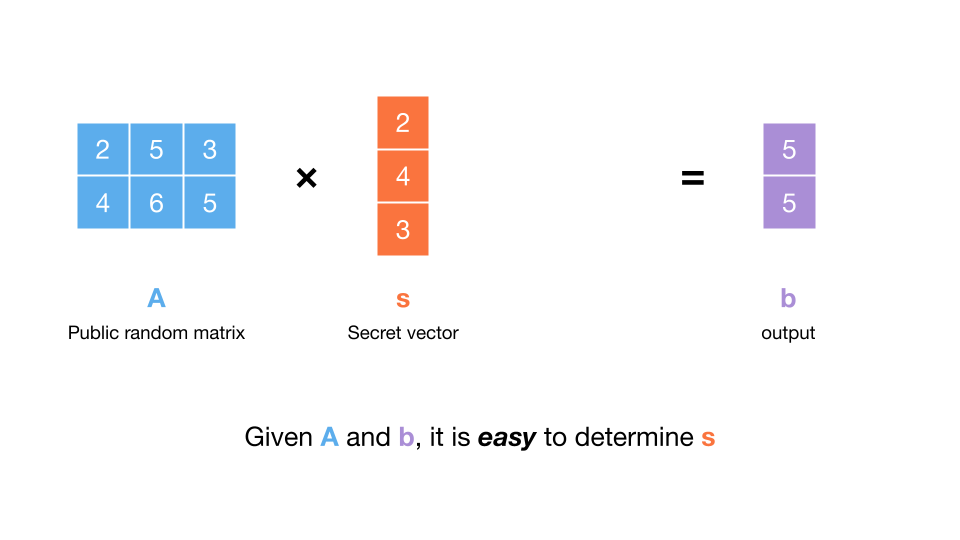 2 5 3
4 6 5
×
2
4
3
=
5
5
A
Public random matrix
s
Secret vector
b
output
Given A and b, it is easy to determine s